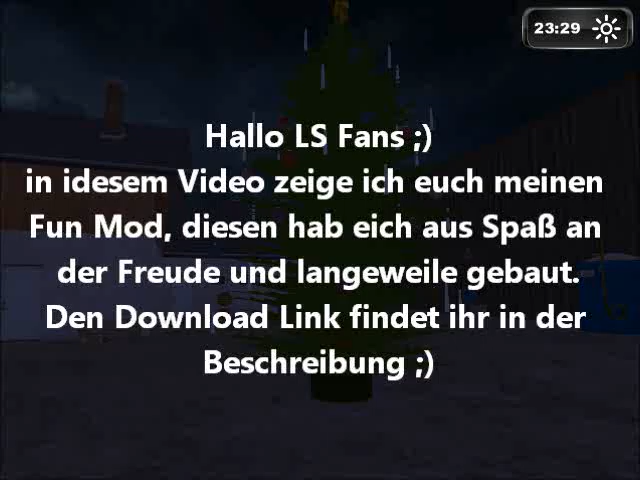 23:29
Hallo LS Fans ;)
in idesem Video zeige ich euch meinen
Fun Mod, diesen hab eich aus Spaß an
der Freude und langeweile gebaut.
Den Download Link findet ihr in der
Beschreibung ;)